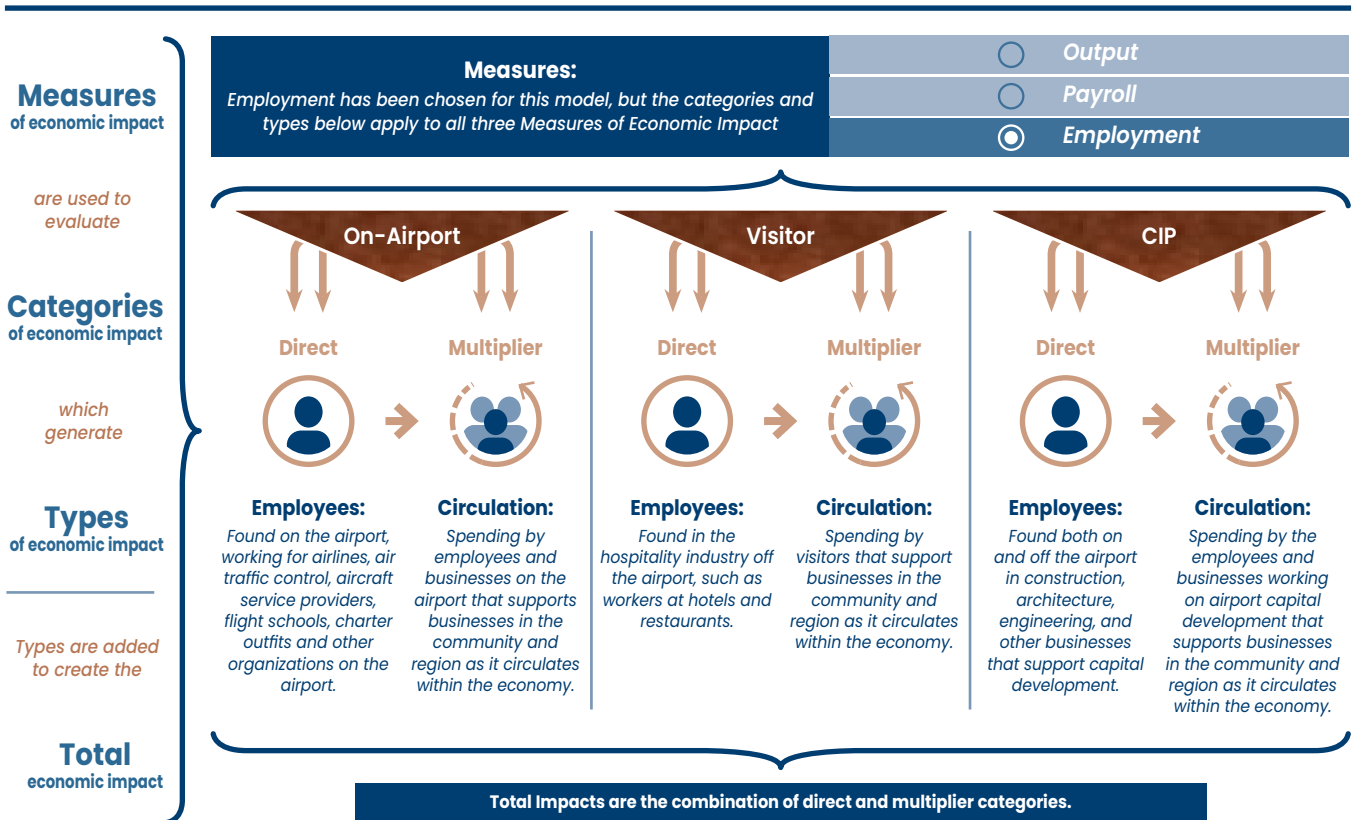 Measures
of economic impact
are used to
evaluate
Categories
of economic impact
which
generate
Types
of economic impact
Types are added
to create the
Total
economic impact
Measures:
Employment has been chosen for this model, but the categories and
types below apply to all three Measures of Economic Impact
Output
Payroll
Employment
On-Airport
Direct
Employees:
Found on the airport,
working for airlines, air
traffic control, aircraft
service providers,
flight schools, charter
outfits and other
organizations on the
airport.
Multiplier
Circulation:
Spending by
employees and
businesses on the
airport that supports
businesses in the
community and
region as it circulates
within the economy.
Visitor
Direct
Employees:
Found in the
hospitality industry off
the airport, such as
workers at hotels and
restaurants.
Multiplier
Circulation:
Spending by
visitors that support
businesses in the
community and
region as it circulates
within the economy.
CIP
Direct
Employees:
Found both on
and off the airport
in construction,
architecture,
engineering, and
other businesses
that support capital
development.
Multiplier
Circulation:
Spending by the
employees and
businesses working
on airport capital
development that
supports businesses
in the community and
region as it circulates
within the economy.
Total Impacts are the combination of direct and multiplier categories.